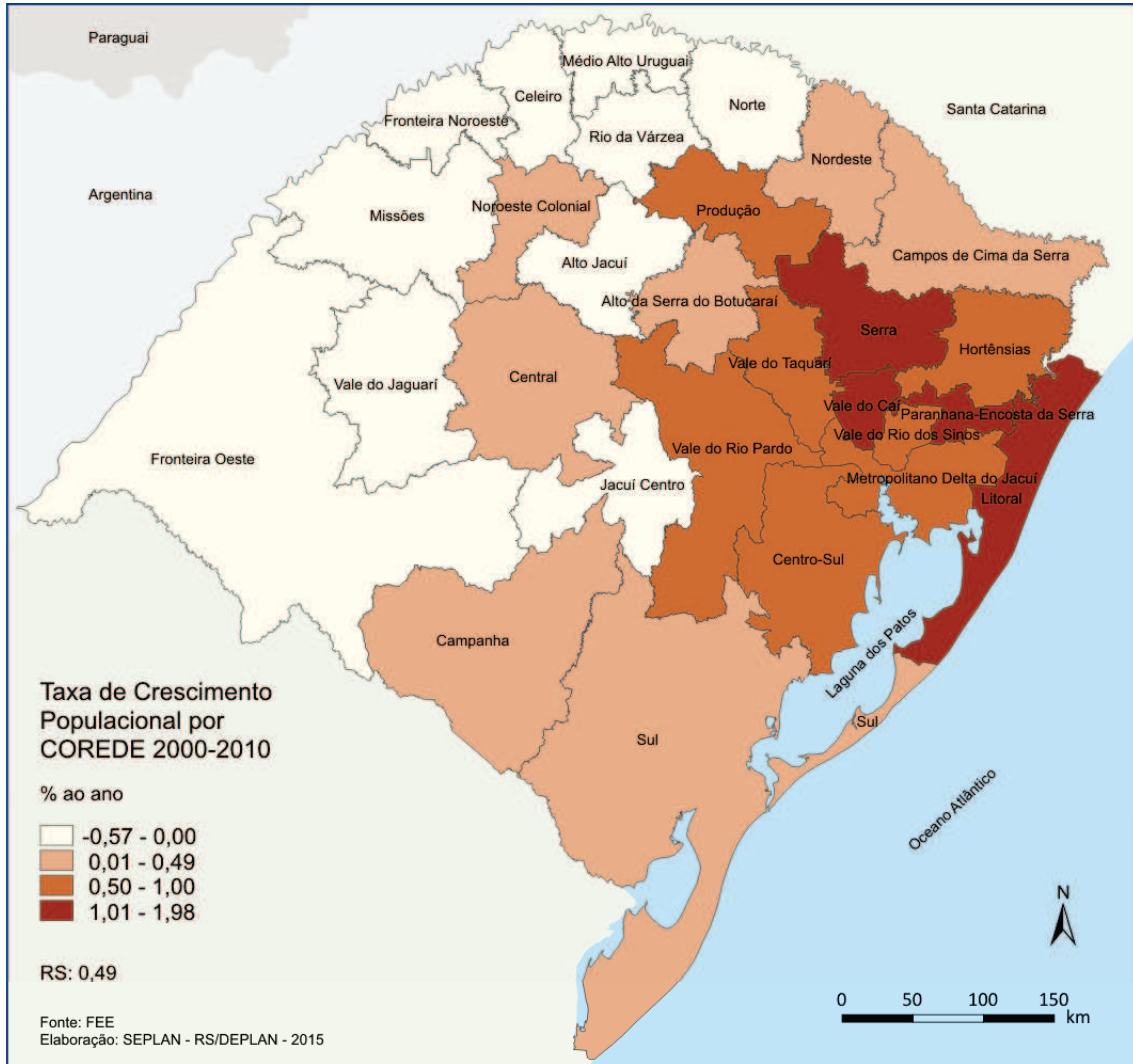 Paraguai
Médio Alto Uruguai
Celeiro
Norte
Fronteira Noroeste
Rio da Várzea
Santa Catarina
Nordeste
Argentina
Missões
Noroeste Colonial
Produção
Alto Jacuí
Campos de Cima da Serra
Alto da Serra do Botucaraí
Serra
Hortênsias
Vale do Taquarí
Central
Vale do Jaguarí
Vale do Caí
Paranhana-Encosta da Serra
Vale do Rio dos Sinos
Vale do Rio Pardo
Fronteira Oeste
Metropolitano Delta do Jacuí
Jacuí Centro
Litoral
Centro-Sul
Campanha
Laguna dos Patos
Sul
Sul
Oceano Atlântico
Taxa de Crescimento
Populacional por
COREDE 2000-2010
% ao ano
-0,57 - 0,00
0,01 - 0,49
0,50 - 1,00
1,01 - 1,98
RS: 0,49
N
0 50 100 150
km
Fonte: FEE
Elaboração: SEPLAN - RS/DEPLAN - 2015